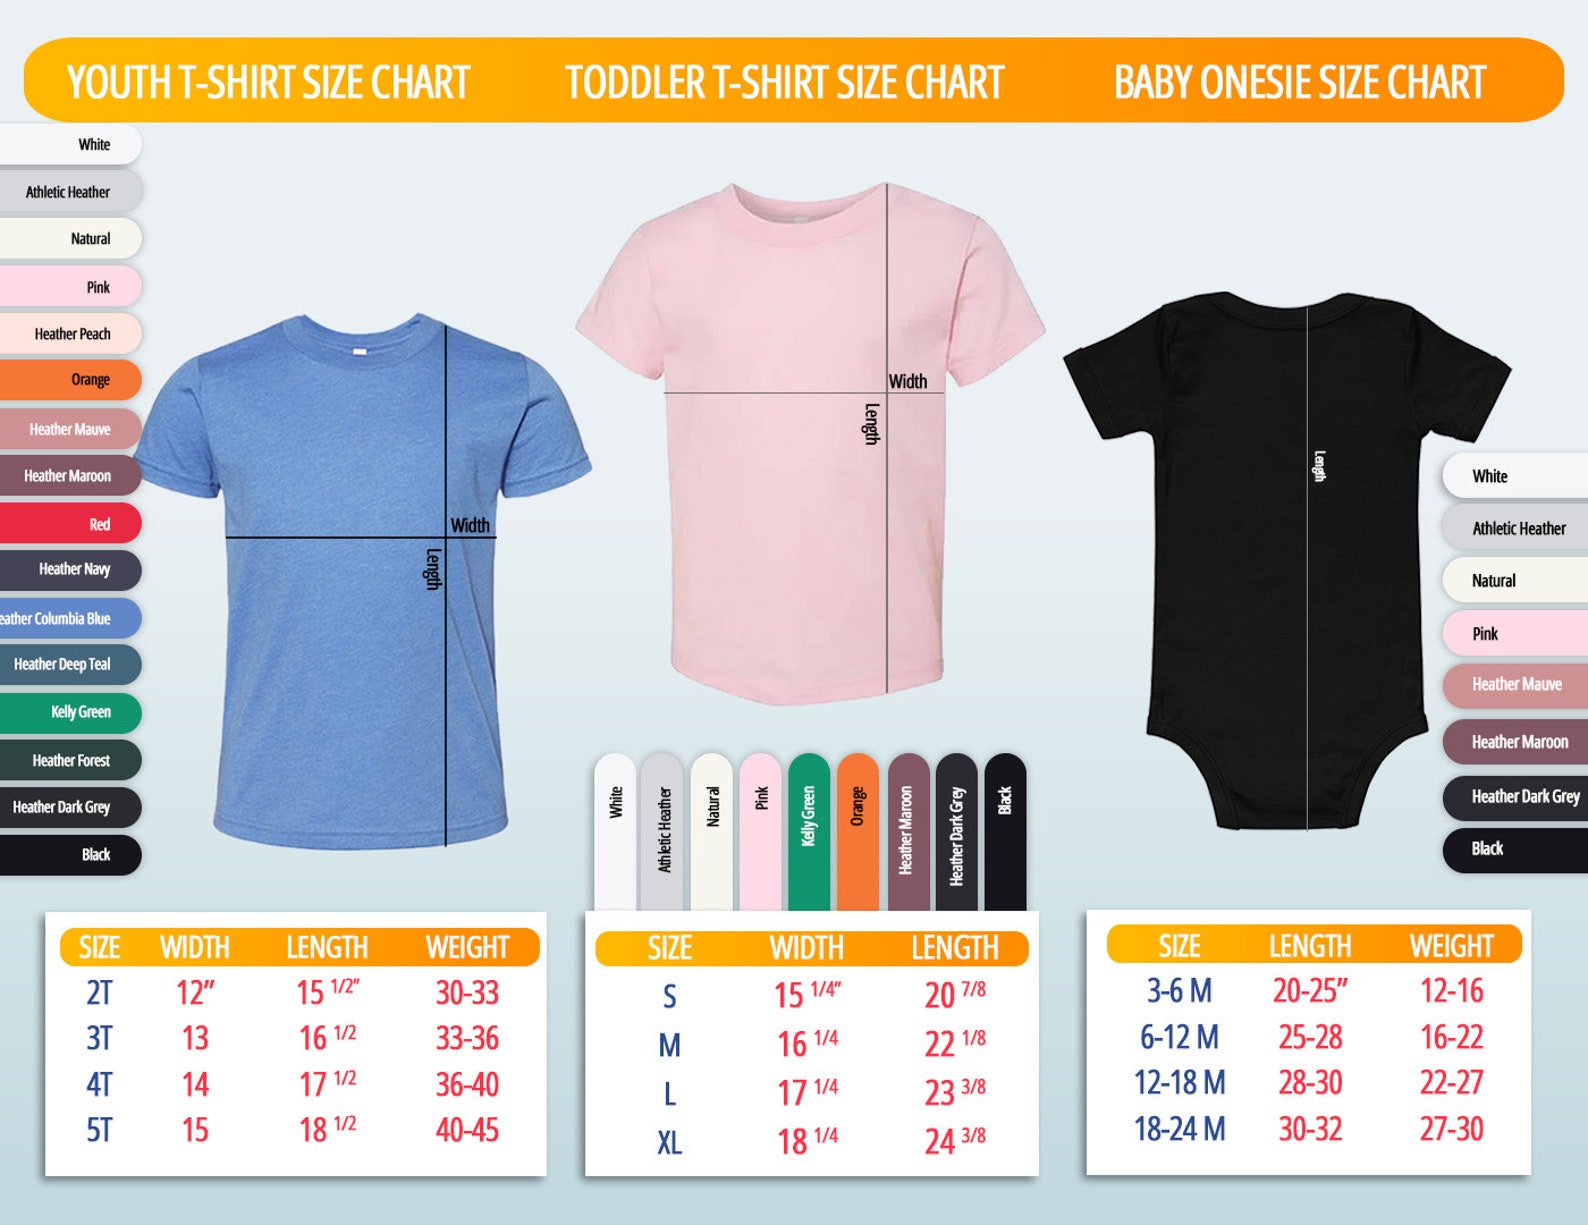 YOUTH T-SHIRT SIZE CHART
TODDLER T-SHIRT SIZE CHART
BABY ONESIE SIZE CHART
White
Athletic Heather
Natural
Pink
Heather Peach
Orange
Heather Mauve
Heather Maroon
Red
Heather Navy
eather Columbia Blue
Heather Deep Teal
Kelly Green
Heather Forest
Heather Dark Grey
Black
Width
Length
Width
Length
Length
White
Athletic Heather
Natural
Pink
Kelly Green
Orange
Heather Maroon
Heather Dark Grey
Black
White
Athletic Heather
Natural
Pink
Heather Mauve
Heather Maroon
Heather Dark Grey
Black
SIZE WIDTH LENGTH WEIGHT
2T 12” 15 1/2” 30-33
3T 13 16 1/2 33-36
4T 14 17 1/2 36-40
5T 15 18 1/2 40-45
SIZE WIDTH LENGTH
S 15 1/4” 20 7/8
M 16 1/4 22 1/8
L 17 1/4 23 3/8
XL 18 1/4 24 3/8
SIZE LENGTH WEIGHT
3-6 M 20-25” 12-16
6-12 M 25-28 16-22
12-18 M 28-30 22-27
18-24 M 30-32 27-30